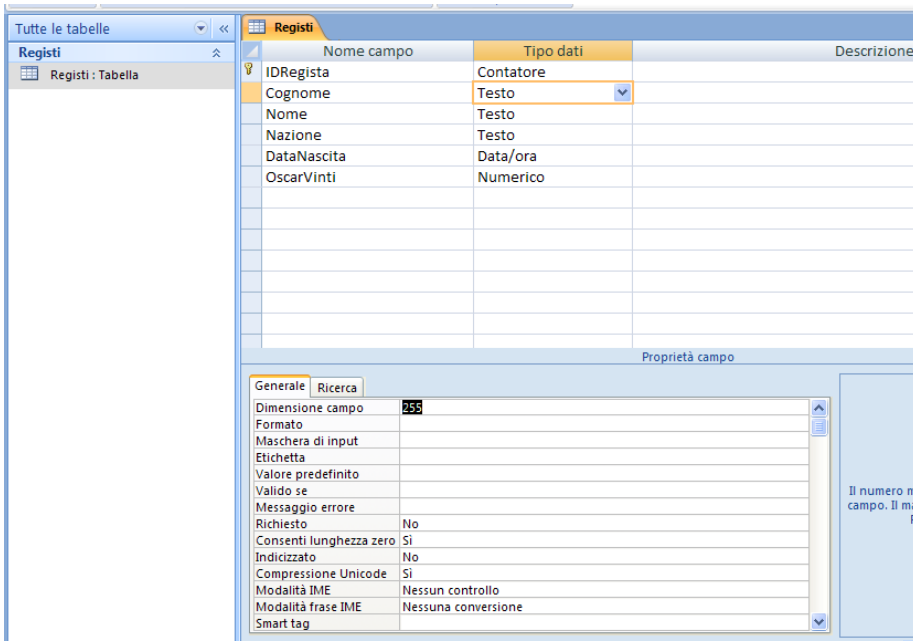 Tutte le tabelle «
Registi
Registi : Tabella
Registi
Nome campo Tipo dati Descrizione
IDRegista Contatore
Cognome Testo
Nome Testo
Nazione Testo
DataNascita Data/ora
OscarVinti Numerico
Proprietà campo
Generale Ricerca
Dimensione campo 255
Formato
Maschera di input
Etichetta
Valore predefinito
Valido se
Messaggio errore
Richiesto No
Consenti lunghezza zero Sì
Indicizzato No
Compressione Unicode Sì
Modalità IME Nessun controllo
Modalità frase IME Nessuna conversione
Smart tag
Il numero
campo. Il